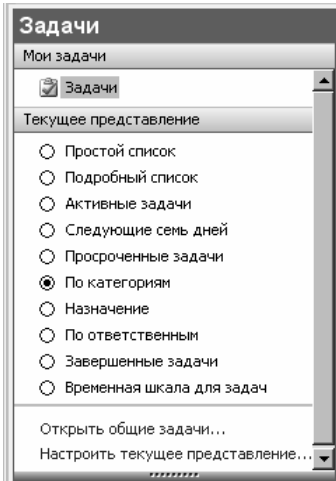 Задачи
Мои задачи
Задачи
Текущее представление
Простой список
Подробный список
Активные задачи
Следующие семь дней
Просроченные задачи
По категориям
Назначение
По ответственным
Завершенные задачи
Временная шкала для задач
Открыть общие задачи...
Настроить текущее представление...